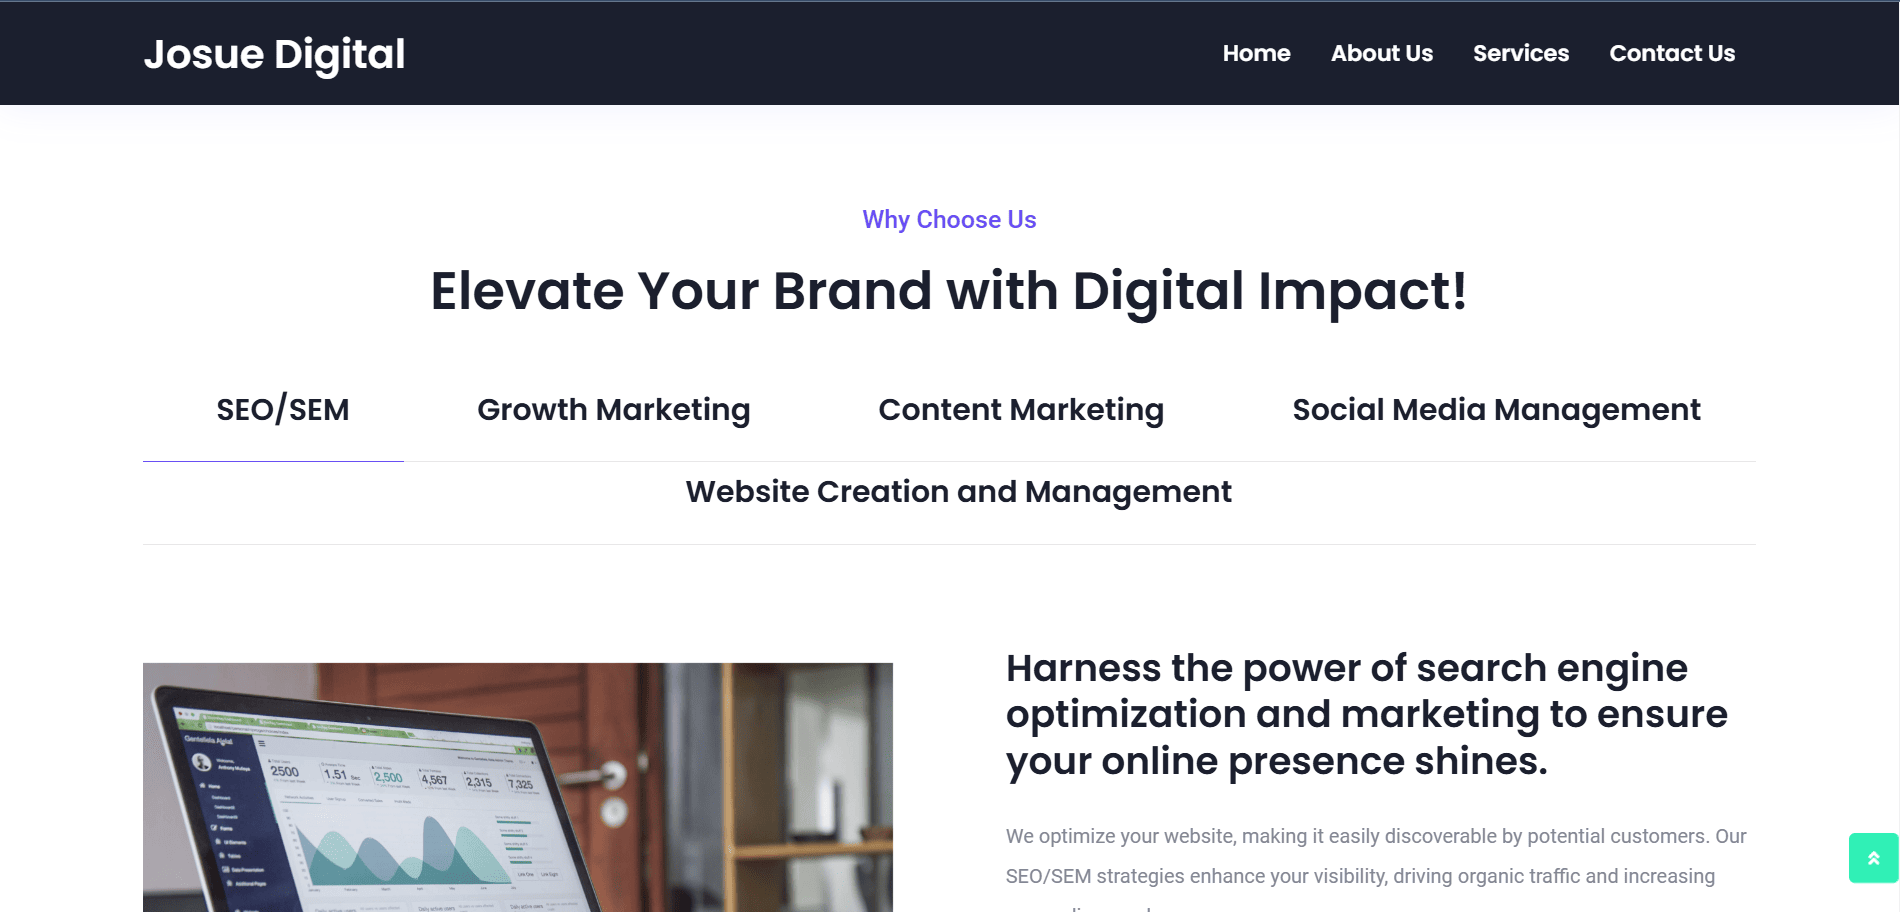 Josue Digital
Home
About Us
Services
Contact Us
Why Choose Us
Elevate Your Brand with Digital Impact!
SEO/SEM
Growth Marketing
Content Marketing
Social Media Management
Website Creation and Management
Harness the power of search engine
optimization and marketing to ensure
your online presence shines.
We optimize your website, making it easily discoverable by potential customers. Our
SEO/SEM strategies enhance your visibility, driving organic traffic and increasing
2500
1.51 Sec
2,500
4,567
2,315
7,325